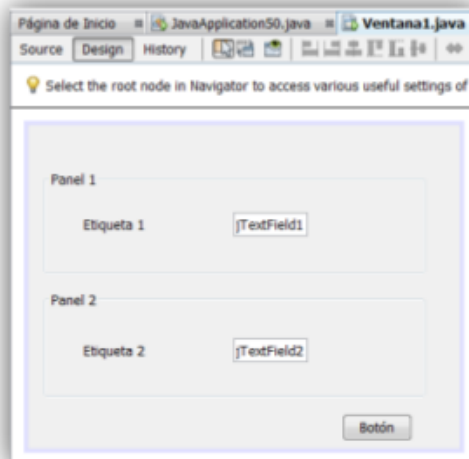 Página de Inicio JavaApplication50.java Ventana1.java
Source Design History
Select the root node in Navigator to access various useful settings of
Panel 1
Etiqueta 1 jTextField1
Panel 2
Etiqueta 2 jTextField2
Botón